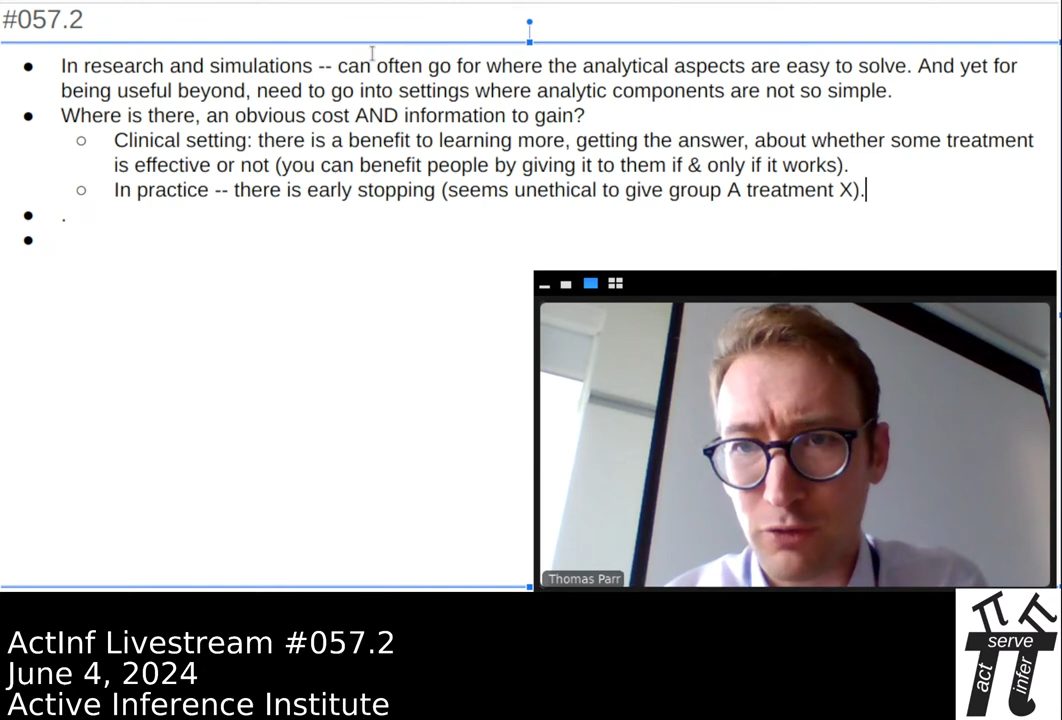 #057.2
● In research and simulations -- can often go for where the analytical aspects are easy to solve. And yet for
being useful beyond, need to go into settings where analytic components are not so simple.
● Where is there, an obvious cost AND information to gain?
○ Clinical setting: there is a benefit to learning more, getting the answer, about whether some treatment
is effective or not (you can benefit people by giving it to them if & only if it works).
○ In practice -- there is early stopping (seems unethical to give group A treatment X).
● .
●
Thomas Parr
ActInf Livestream #057.2
June 4, 2024
Active Inference Institute
serve
act
infer